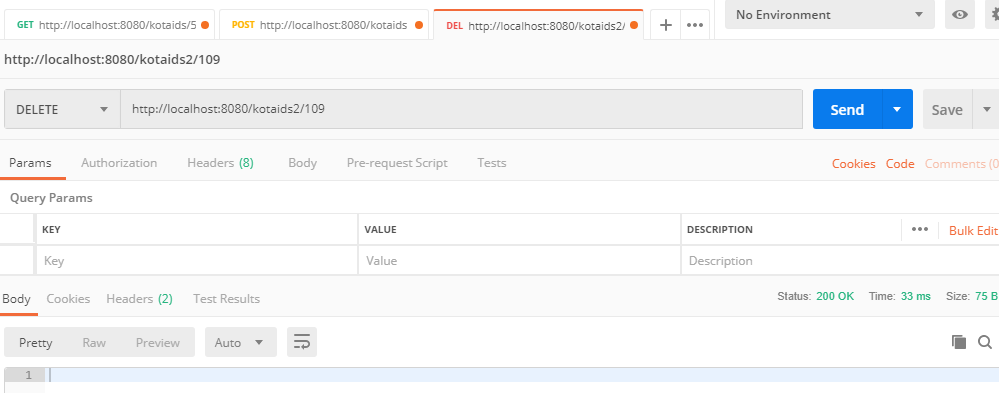 GET http://localhost:8080/kotaids/5 POST http://localhost:8080/kotaids DEL http://localhost:8080/kotaids2/ + ••• No Environment
http://localhost:8080/kotaids2/109
DELETE http://localhost:8080/kotaids2/109 Send Save
Params Authorization Headers (8) Body Pre-request Script Tests Cookies Code Comments (0
Query Params
KEY VALUE DESCRIPTION ••• Bulk Edit
Key Value Description
Body Cookies Headers (2) Test Results Status: 200 OK Time: 33 ms Size: 75 B
Pretty Raw Preview Auto
1